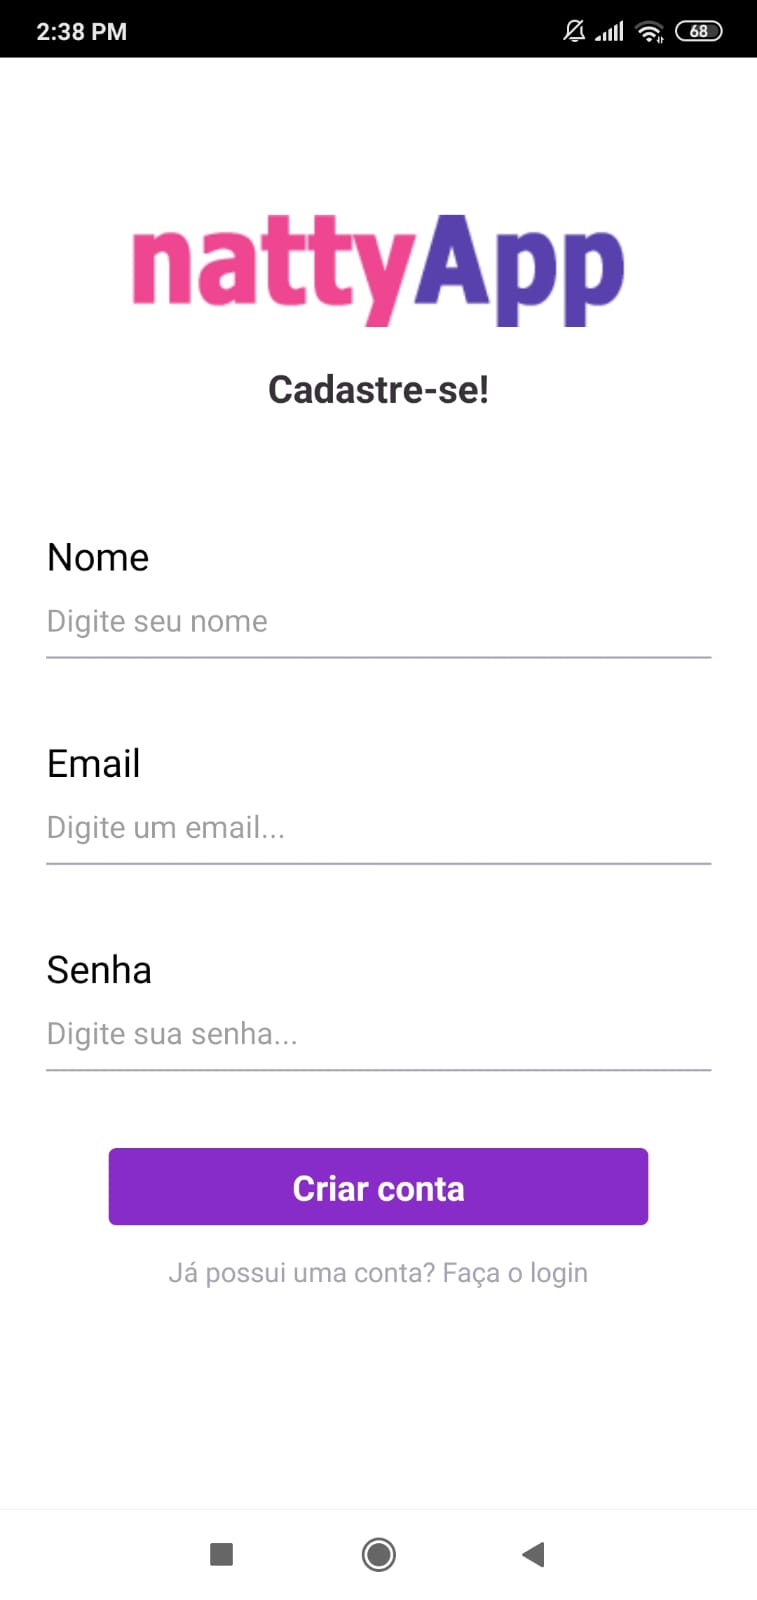 2:38 PM
68
nattyApp
Cadastre-se!
Nome
Digite seu nome
Email
Digite um email...
Senha
Digite sua senha...
Criar conta
Já possui uma conta? Faça o login